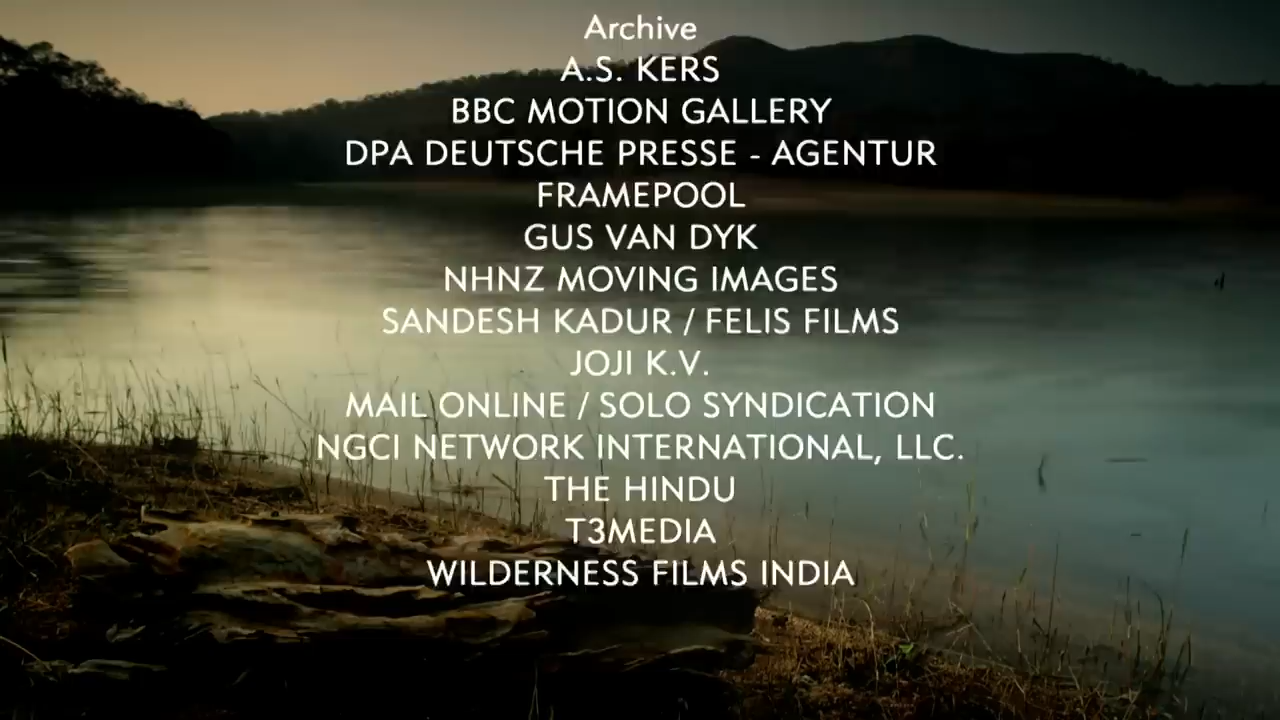 Archive
A.S. KERS
BBC MOTION GALLERY
DPA DEUTSCHE PRESSE - AGENTUR
FRAMEPOOL
GUS VAN DYK
NHNZ MOVING IMAGES
SANDESH KADUR / FELIS FILMS
JOJI K.V.
MAIL ONLINE / SOLO SYNDICATION
NGCI NETWORK INTERNATIONAL, LLC.
THE HINDU
T3MEDIA
WILDERNESS FILMS INDIA